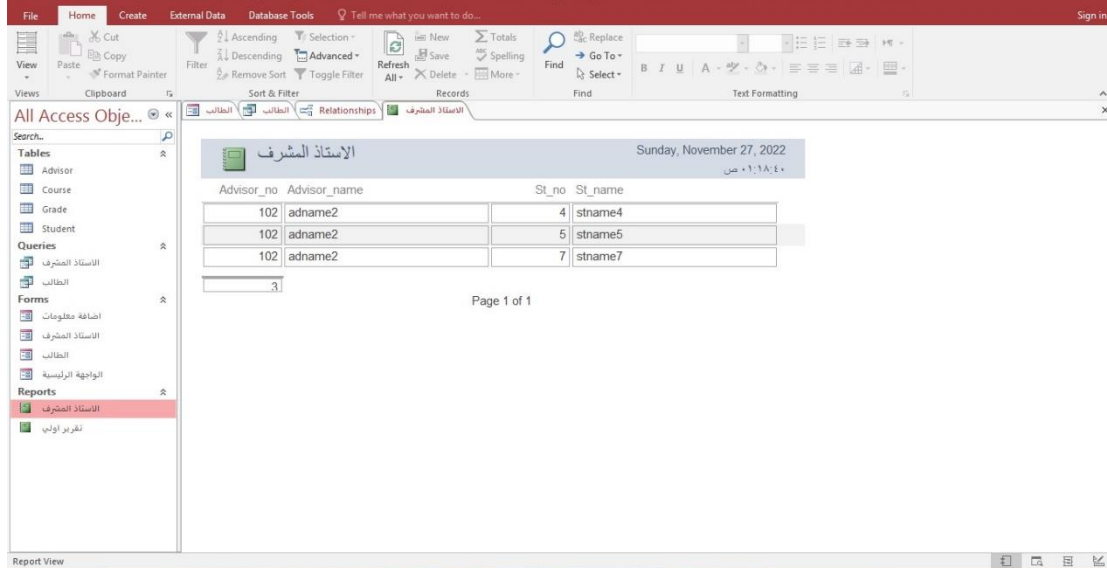 File Home Create External Data Database Tools Tell me what you want to do... Sign in
View
Paste
Cut
Copy
Format Painter
Filter
Ascending
Descending
Remove Sort
Selection
Advanced
Toggle Filter
Refresh All
New
Save
Delete
Totals
Spelling
More
Find
Replace
Go To
Select
B I U A
Views Clipboard Sort & Filter Records Find Text Formatting
All Access Obje...
Search...
Tables
Advisor
Course
Grade
Student
Queries
الاستاذ المشرف
الطالب
Forms
اضافة معلومات
الاستاذ المشرف
الطالب
الواجهة الرئيسية
Reports
الاستاذ المشرف
تقرير اولي
الطالب الطالب Relationships الاستاذ المشرف
الاستاذ المشرف Sunday, November 27, 2022
٠١:١٨:٤٠ ص
Advisor_no Advisor_name St_no St_name
102 adname2 4 stname4
102 adname2 5 stname5
102 adname2 7 stname7
3
Page 1 of 1
Report View